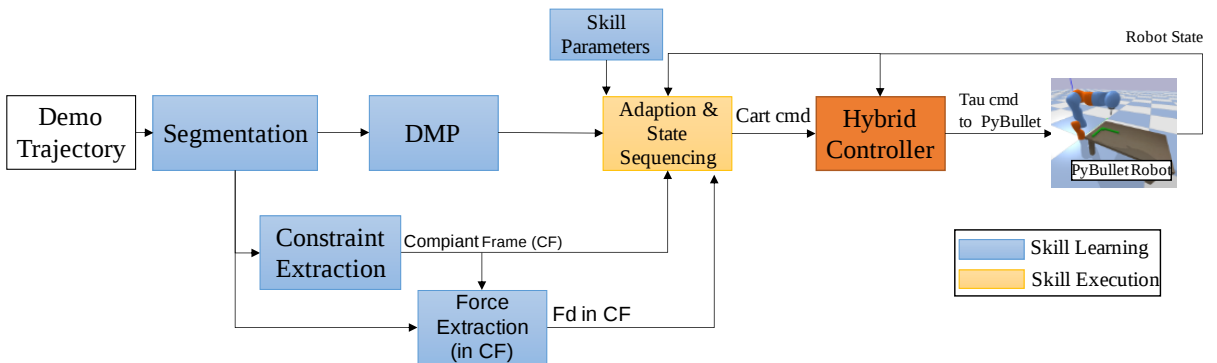 Skill
Parameters
Robot State
Demo
Trajectory
Segmentation
DMP
Adaption &
State
Sequencing
Cart cmd
Hybrid
Controller
Tau cmd
to PyBullet
PyBullet Robot
Constraint
Extraction
Compiant Frame (CF)
Force
Extraction
(in CF)
Fd in CF
Skill Learning
Skill Execution